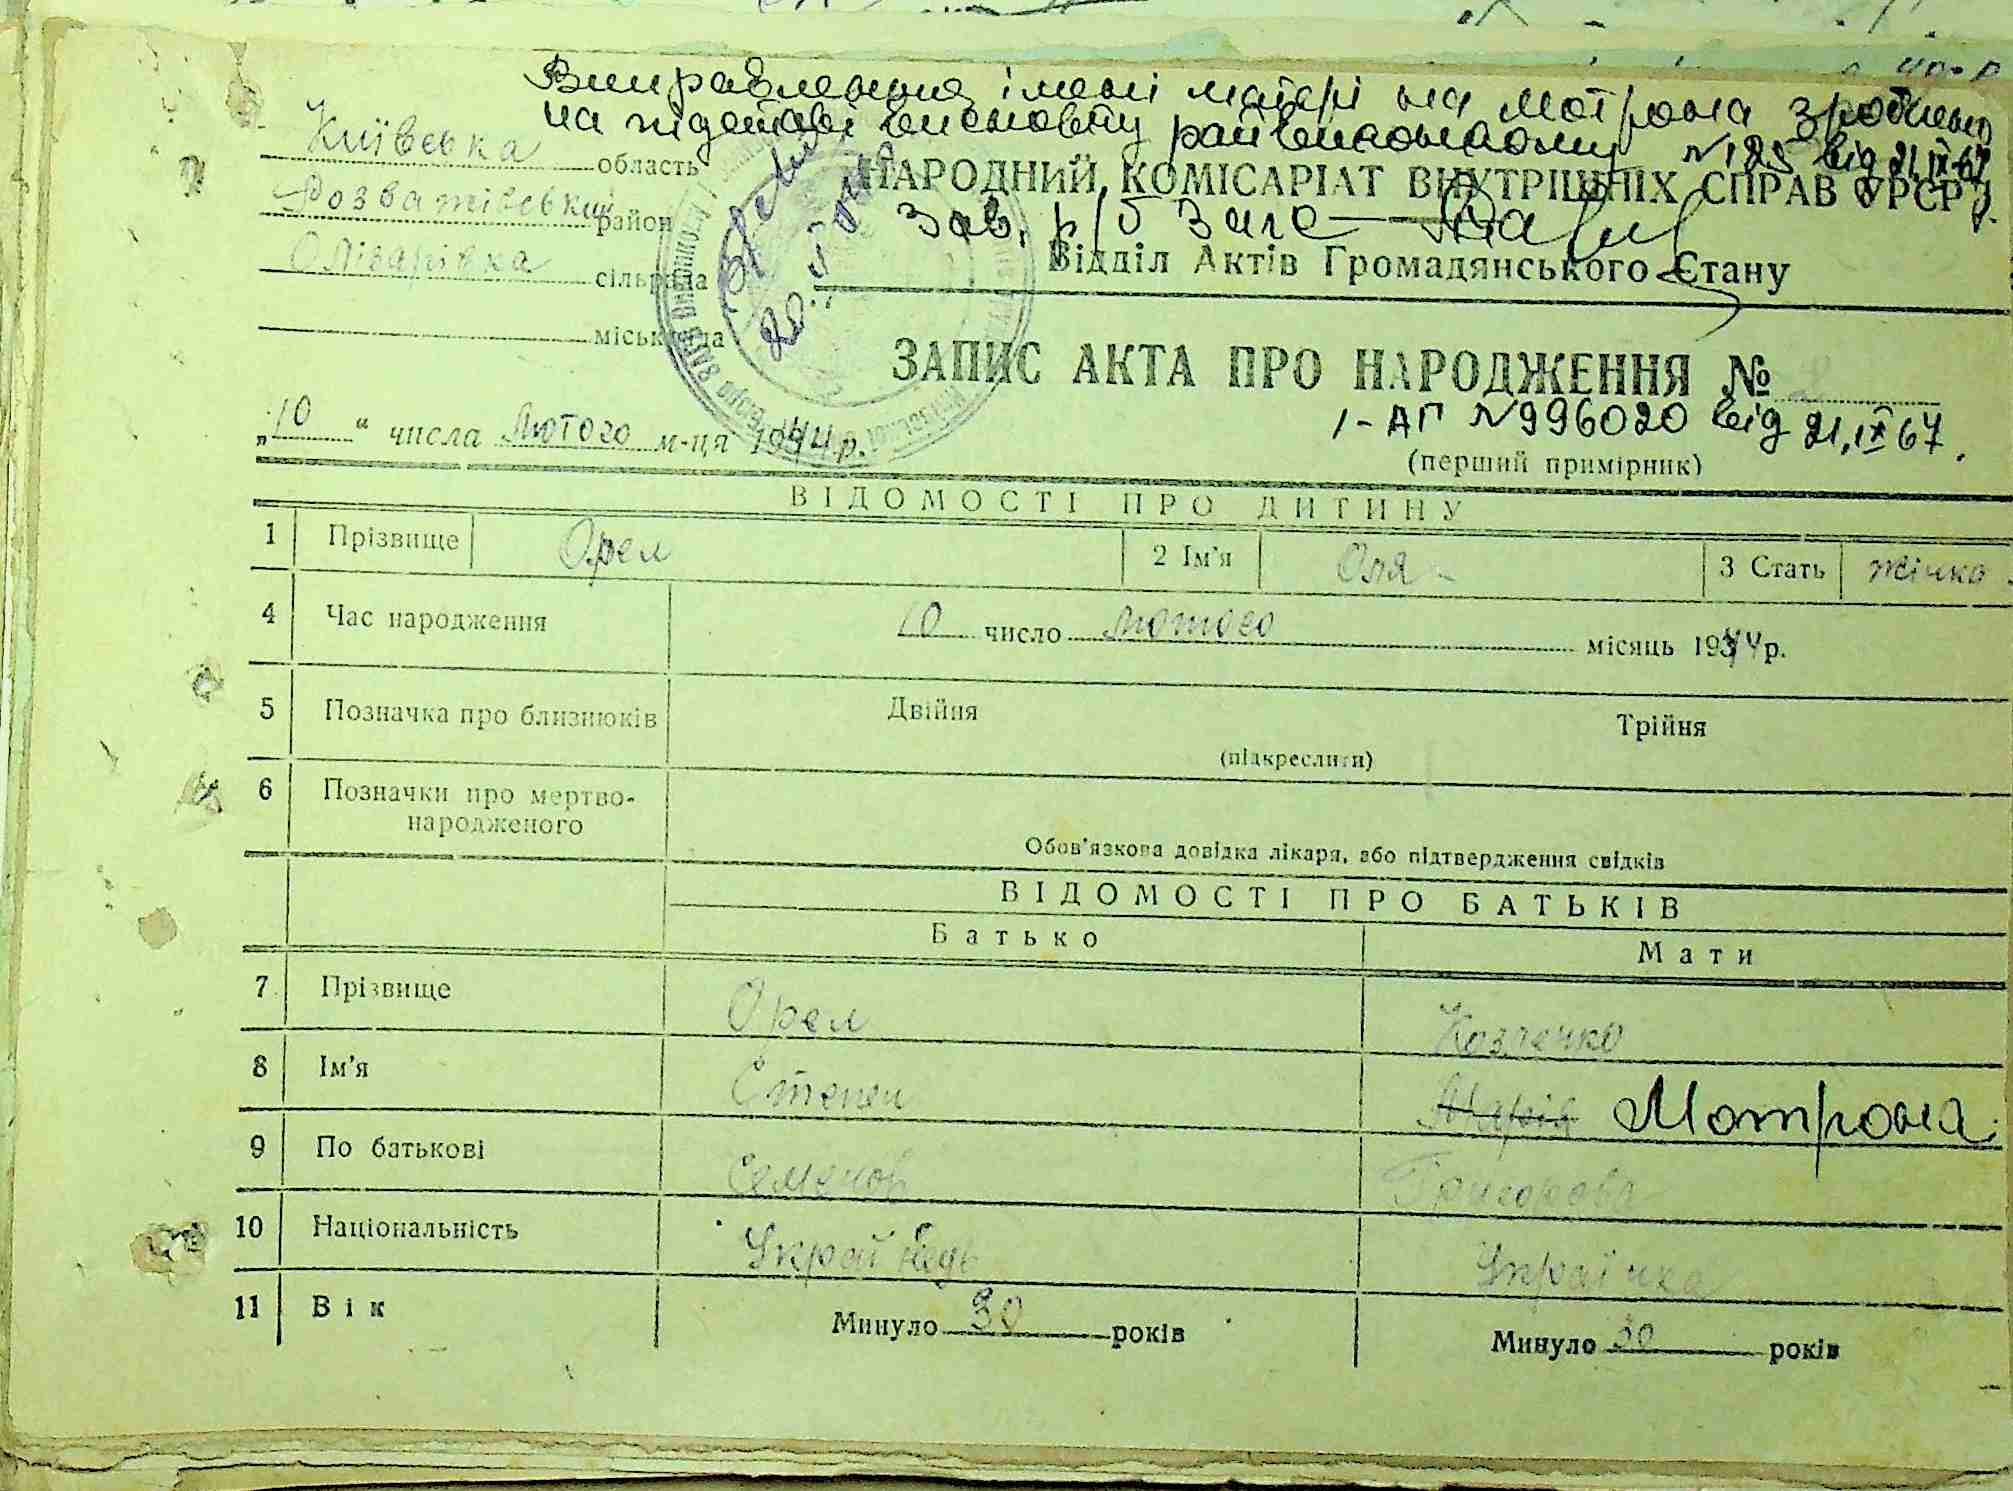 Виправлення імені матері на Мотрона зроблено
на підставі висновку райвиконкому №125 від 21.IX-67
Київська область
Розважівський район
Олізарівка сільрада
міськрада
НАРОДНИЙ КОМІСАРІАТ ВНУТРІШНІХ СПРАВ УРСР
Зав. р/б Загс
Відділ Актів Громадянського Стану
ЗАПИС АКТА ПРО НАРОДЖЕННЯ № 2
„10“ числа Лютого м-ця 1944 р.
І-АГ №996020 від 21.IX 67.
(перший примірник)
ВІДОМОСТІ ПРО ДИТИНУ
1 Прізвище Орел 2 Ім'я Оля 3 Стать жінка
4 Час народження 10 число лютого місяць 1944 р.
5 Позначка про близнюків Двійня Трійня
(підкреслити)
6 Позначки про мертво-
народженого
Обов'язкова довідка лікаря, або підтвердження свідків
ВІДОМОСТІ ПРО БАТЬКІВ
Батько Мати
7 Прізвище Орел Козленко
8 Ім'я Степан Марія Мотрона
9 По батькові Семенов Григорова
10 Національність Українець Українка
11 Вік Минуло 30 років Минуло 30 років